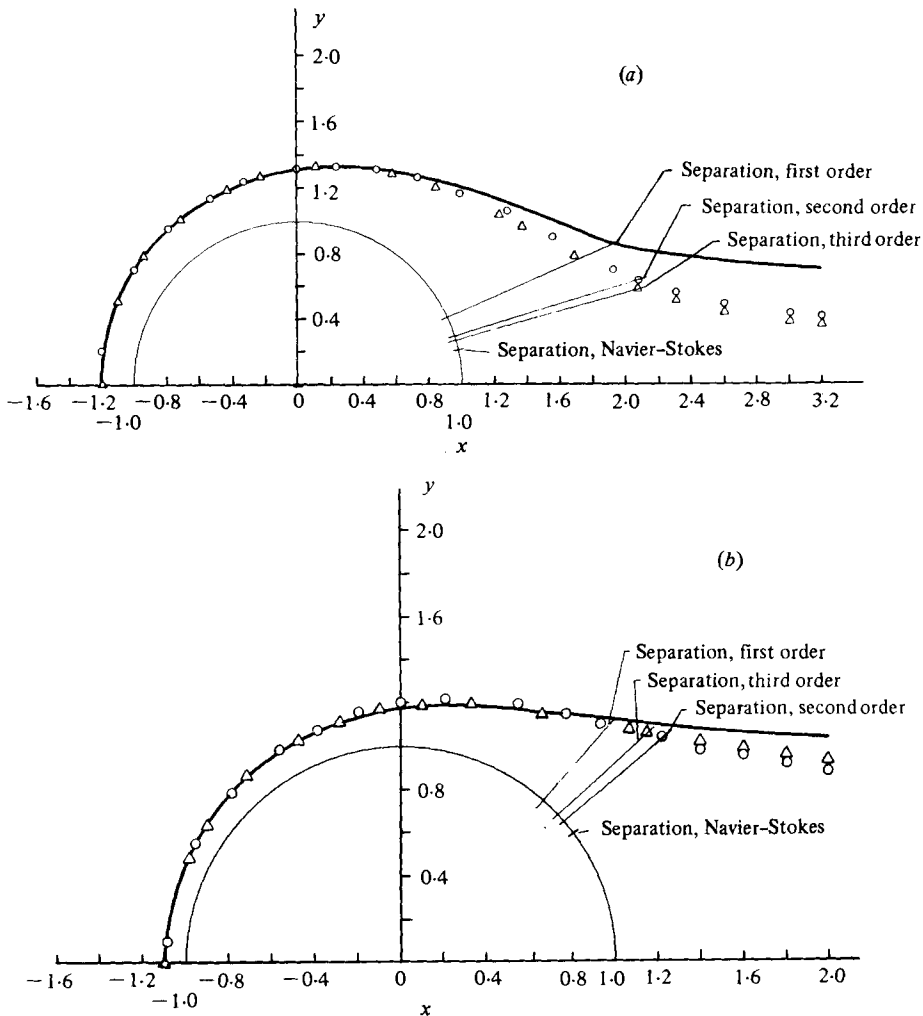 y
2·0
(a)
1·6
Separation, first order
1·2
Separation, second order
Separation, third order
0·8
0·4
Separation, Navier–Stokes
−1·6 −1·2 −0·8 −0·4 0 0·4 0·8 1·2 1·6 2·0 2·4 2·8 3·2
−1·0 1·0
x
y
2·0
(b)
1·6
Separation, first order
Separation, third order
Separation, second order
0·8
Separation, Navier–Stokes
0·4
−1·6 −1·2 −0·8 −0·4 0 0·4 0·8 1·0 1·2 1·6 2·0
−1·0
x